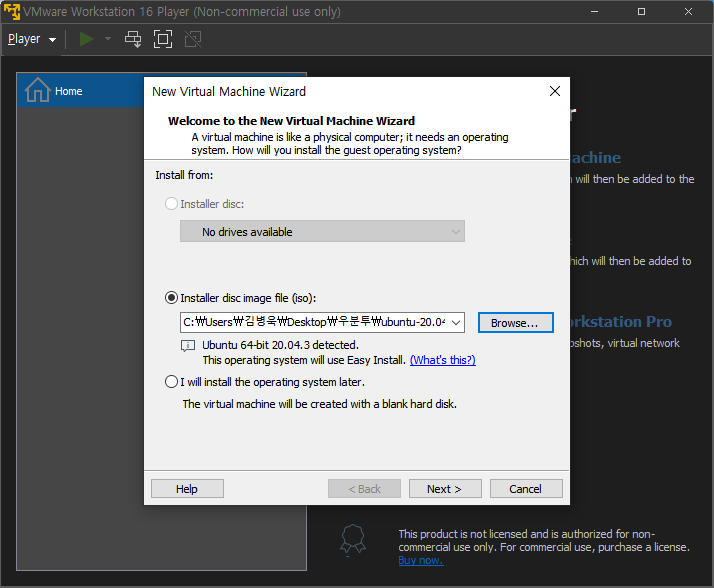 VMware Workstation 16 Player (Non-commercial use only)
Player
Home
New Virtual Machine Wizard
Welcome to the New Virtual Machine Wizard
A virtual machine is like a physical computer; it needs an operating
system. How will you install the guest operating system?
Install from:
Installer disc:
No drives available
Installer disc image file (iso):
C:₩Users₩김병욱₩Desktop₩우분투₩ubuntu-20.04
Browse...
Ubuntu 64-bit 20.04.3 detected.
This operating system will use Easy Install. (What's this?)
I will install the operating system later.
The virtual machine will be created with a blank hard disk.
Help
< Back
Next >
Cancel
will then be added to the
will then be added to
orkstation Pro
virtual network
This product is not licensed and is authorized for non-
commercial use only. For commercial use, purchase a license.
Buy now.